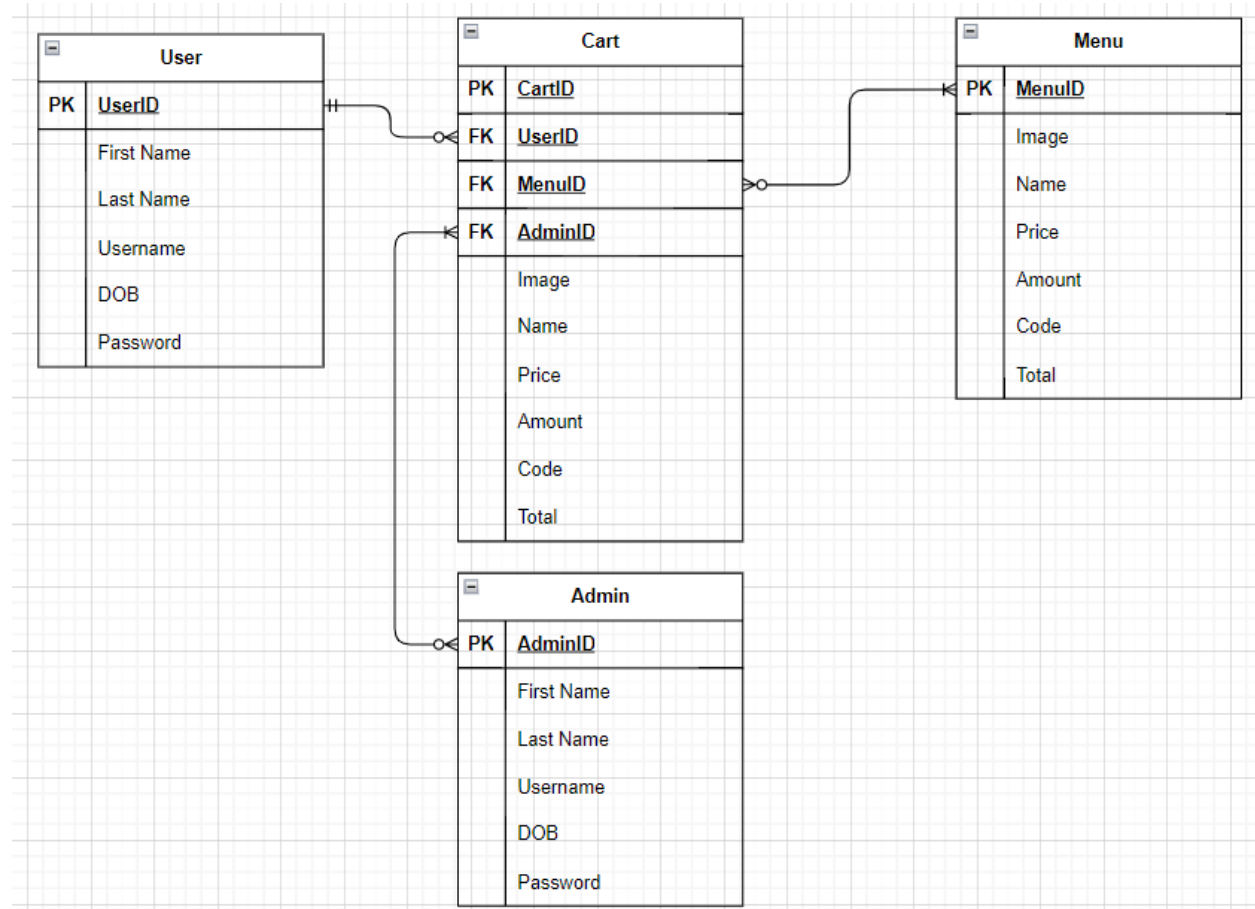 User
PK UserID
First Name
Last Name
Username
DOB
Password
Cart
PK CartID
FK UserID
FK MenuID
FK AdminID
Image
Name
Price
Amount
Code
Total
Menu
PK MenuID
Image
Name
Price
Amount
Code
Total
Admin
PK AdminID
First Name
Last Name
Username
DOB
Password